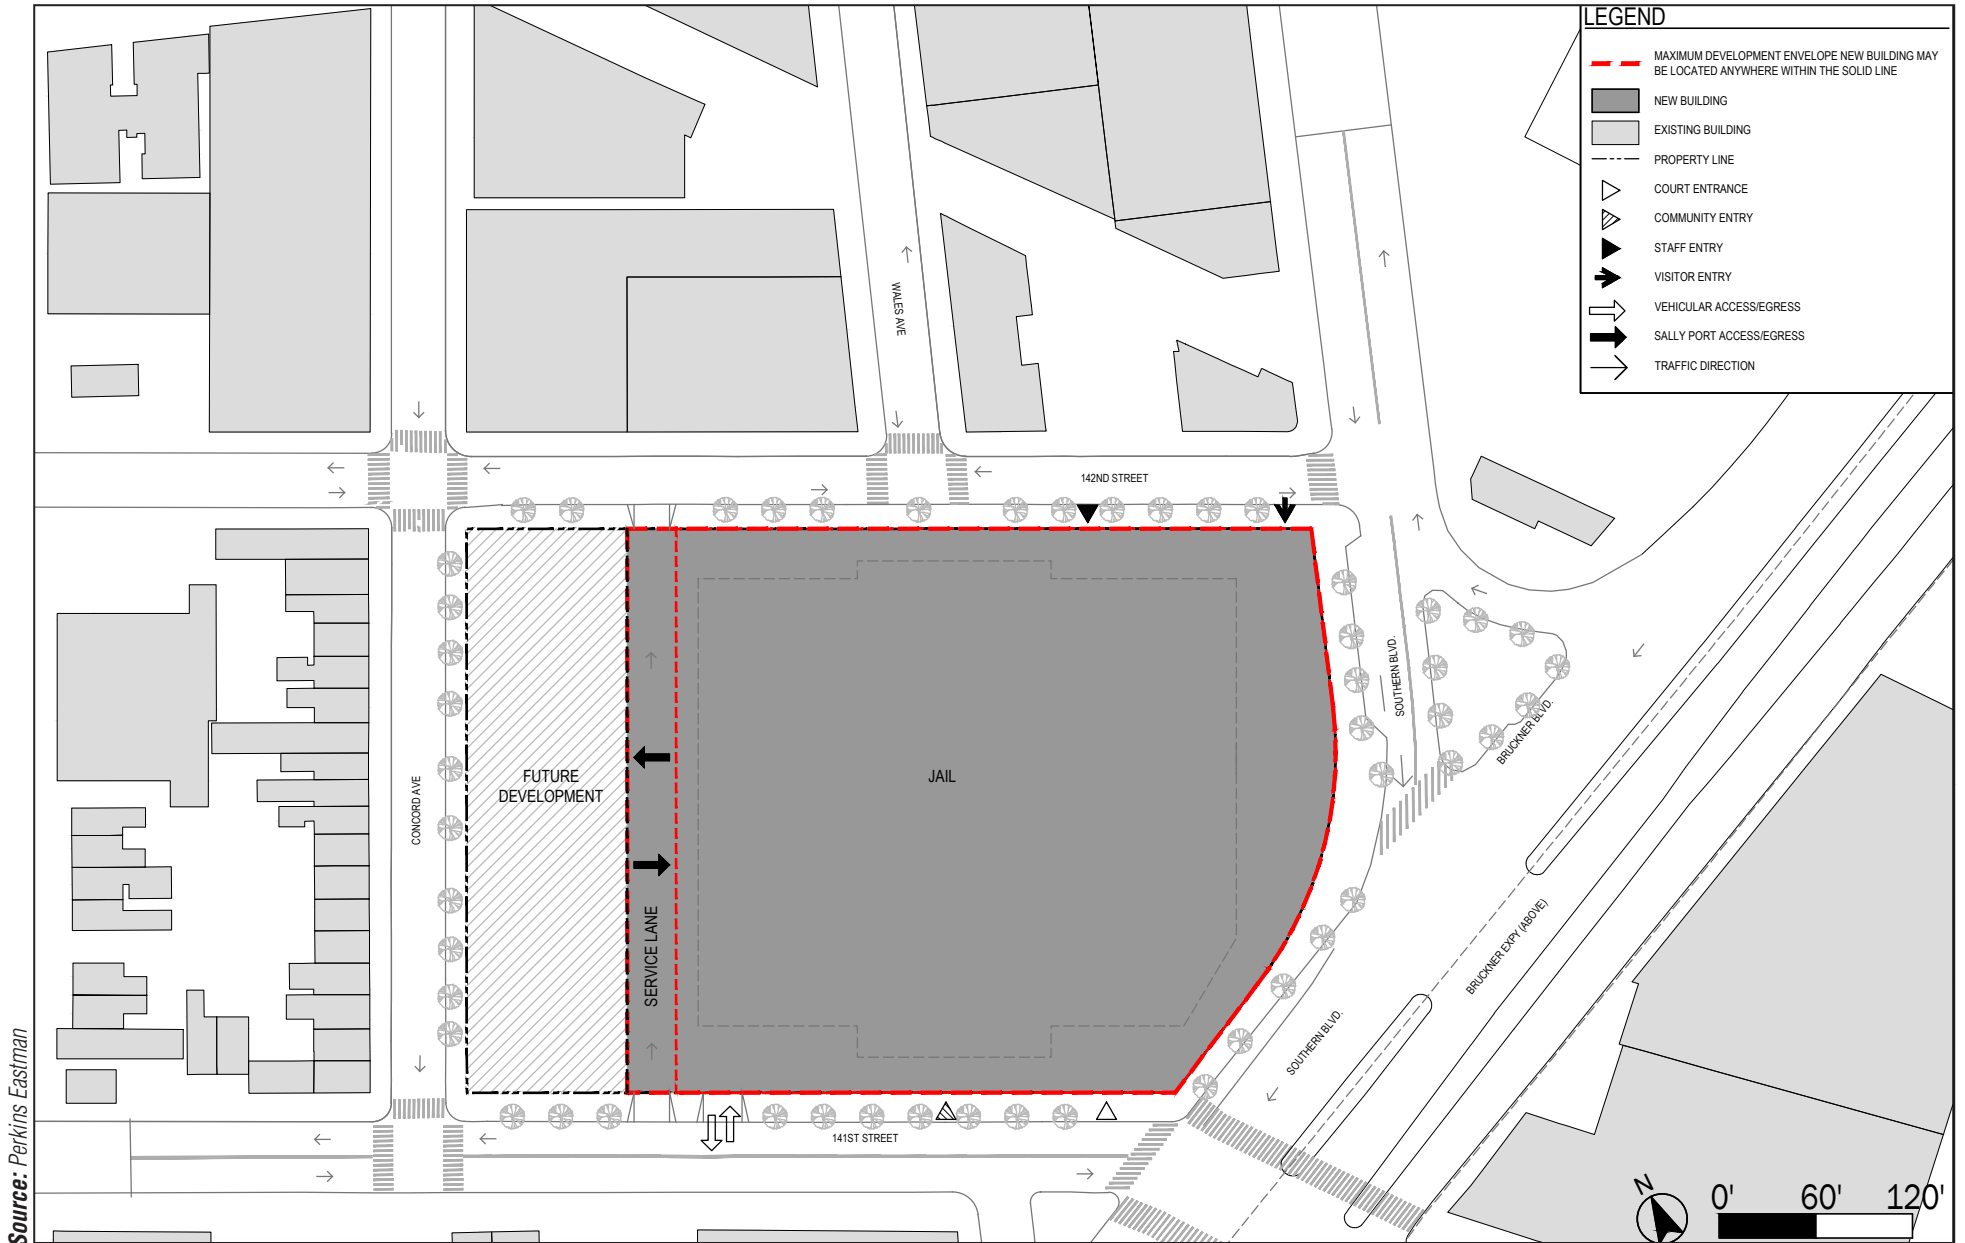 LEGEND
MAXIMUM DEVELOPMENT ENVELOPE NEW BUILDING MAY
BE LOCATED ANYWHERE WITHIN THE SOLID LINE
NEW BUILDING
EXISTING BUILDING
PROPERTY LINE
COURT ENTRANCE
COMMUNITY ENTRY
STAFF ENTRY
VISITOR ENTRY
VEHICULAR ACCESS/EGRESS
SALLY PORT ACCESS/EGRESS
TRAFFIC DIRECTION
WALES AVE
142ND STREET
SOUTHERN BLVD.
BRUCKNER BLVD.
CONCORD AVE
FUTURE
DEVELOPMENT
JAIL
SERVICE LANE
BRUCKNER EXPY (ABOVE)
SOUTHERN BLVD.
141ST STREET
N
0' 60' 120'
Source: Perkins Eastman